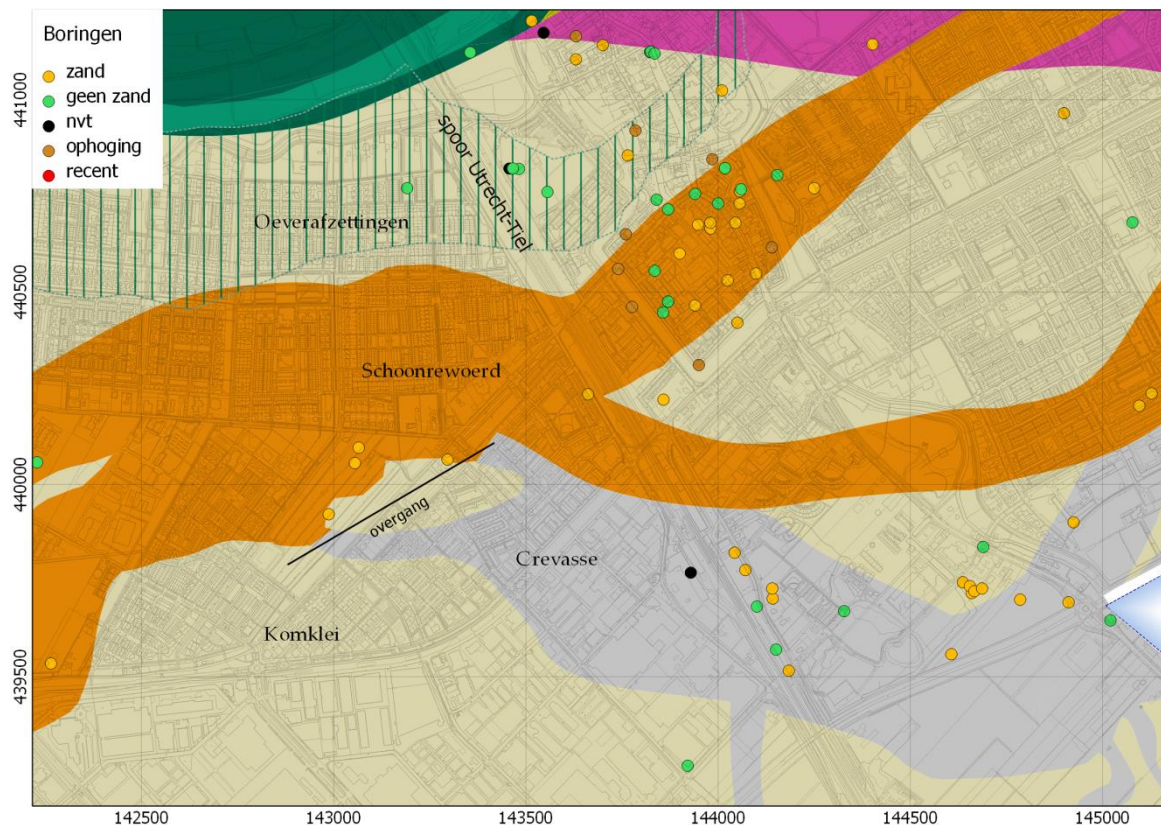 Boringen
zand
geen zand
nvt
ophoging
recent
441000
440500
440000
439500
spoor Utrecht-Tiel
Oeverafzettingen
Schoonrewoerd
overgang
Crevasse
Komklei
142500
143000
143500
144000
144500
145000